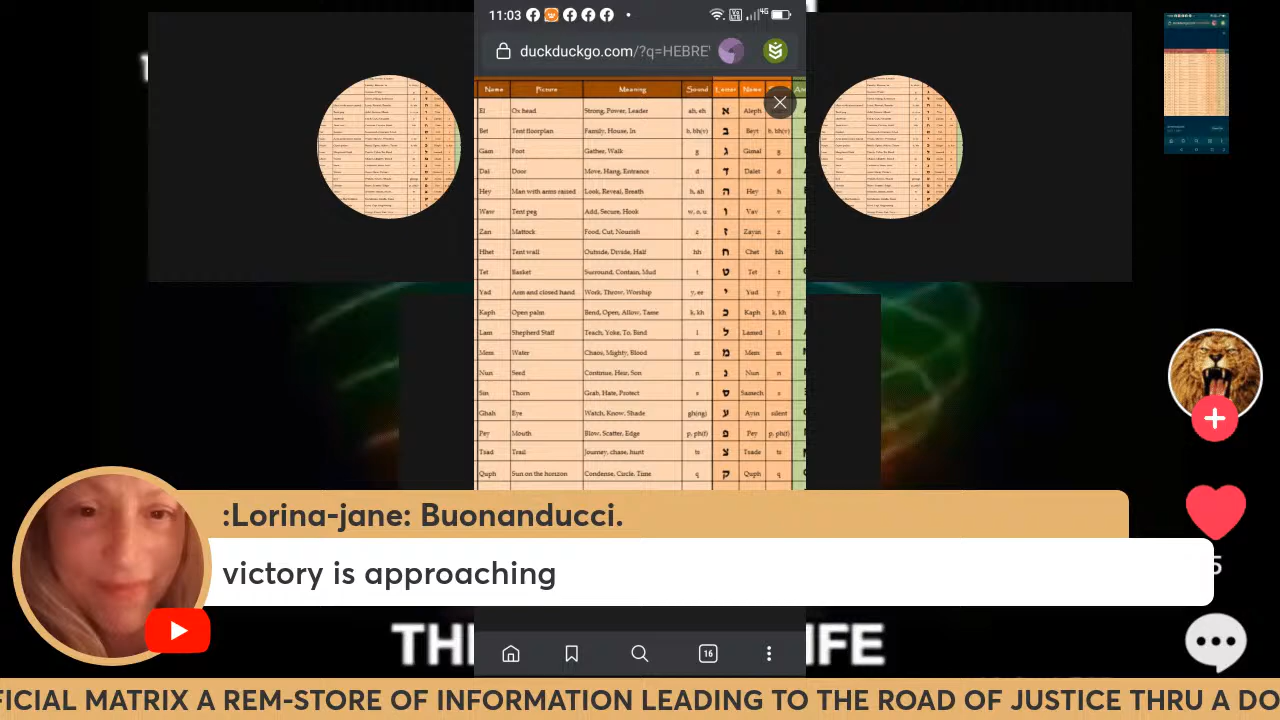 11:03
4G
duckduckgo.com/?q=HEBRE
Name Picture Meaning Sound Letter Name
El Ox head Strong, Power, Leader ah, eh א Aleph
Bet Tent floorplan Family, House, In b, bh(v) ב Beyt b, bh(v)
Gam Foot Gather, Walk g ג Gimal g
Dal Door Move, Hang, Entrance d ד Dalet d
Hey Man with arms raised Look, Reveal, Breath h, ah ה Hey h
Waw Tent peg Add, Secure, Hook w, o, u ו Vav v
Zan Mattock Food, Cut, Nourish z ז Zayin z
Hhet Tent wall Outside, Divide, Half hh ח Chet hh
Tet Basket Surround, Contain, Mud t ט Tet t
Yad Arm and closed hand Work, Throw, Worship y, ee י Yud y
Kaph Open palm Bend, Open, Allow, Tame k, kh כ Kaph k, kh
Lam Shepherd Staff Teach, Yoke, To, Bind l ל Lamed l
Mem Water Chaos, Mighty, Blood m מ Mem m
Nun Seed Continue, Heir, Son n נ Nun n
Sin Thorn Grab, Hate, Protect s ס Samech s
Ghah Eye Watch, Know, Shade gh(ng) ע Ayin silent
Pey Mouth Blow, Scatter, Edge p, ph(f) פ Pey p, ph(f)
Tsad Trail Journey, chase, hunt ts צ Tsade ts
Quph Sun on the horizon Condense, Circle, Time q ק Quph q
:Lorina-jane: Buonanducci.
victory is approaching
5
TH IFE
16
FICIAL MATRIX A REM-STORE OF INFORMATION LEADING TO THE ROAD OF JUSTICE THRU A DO